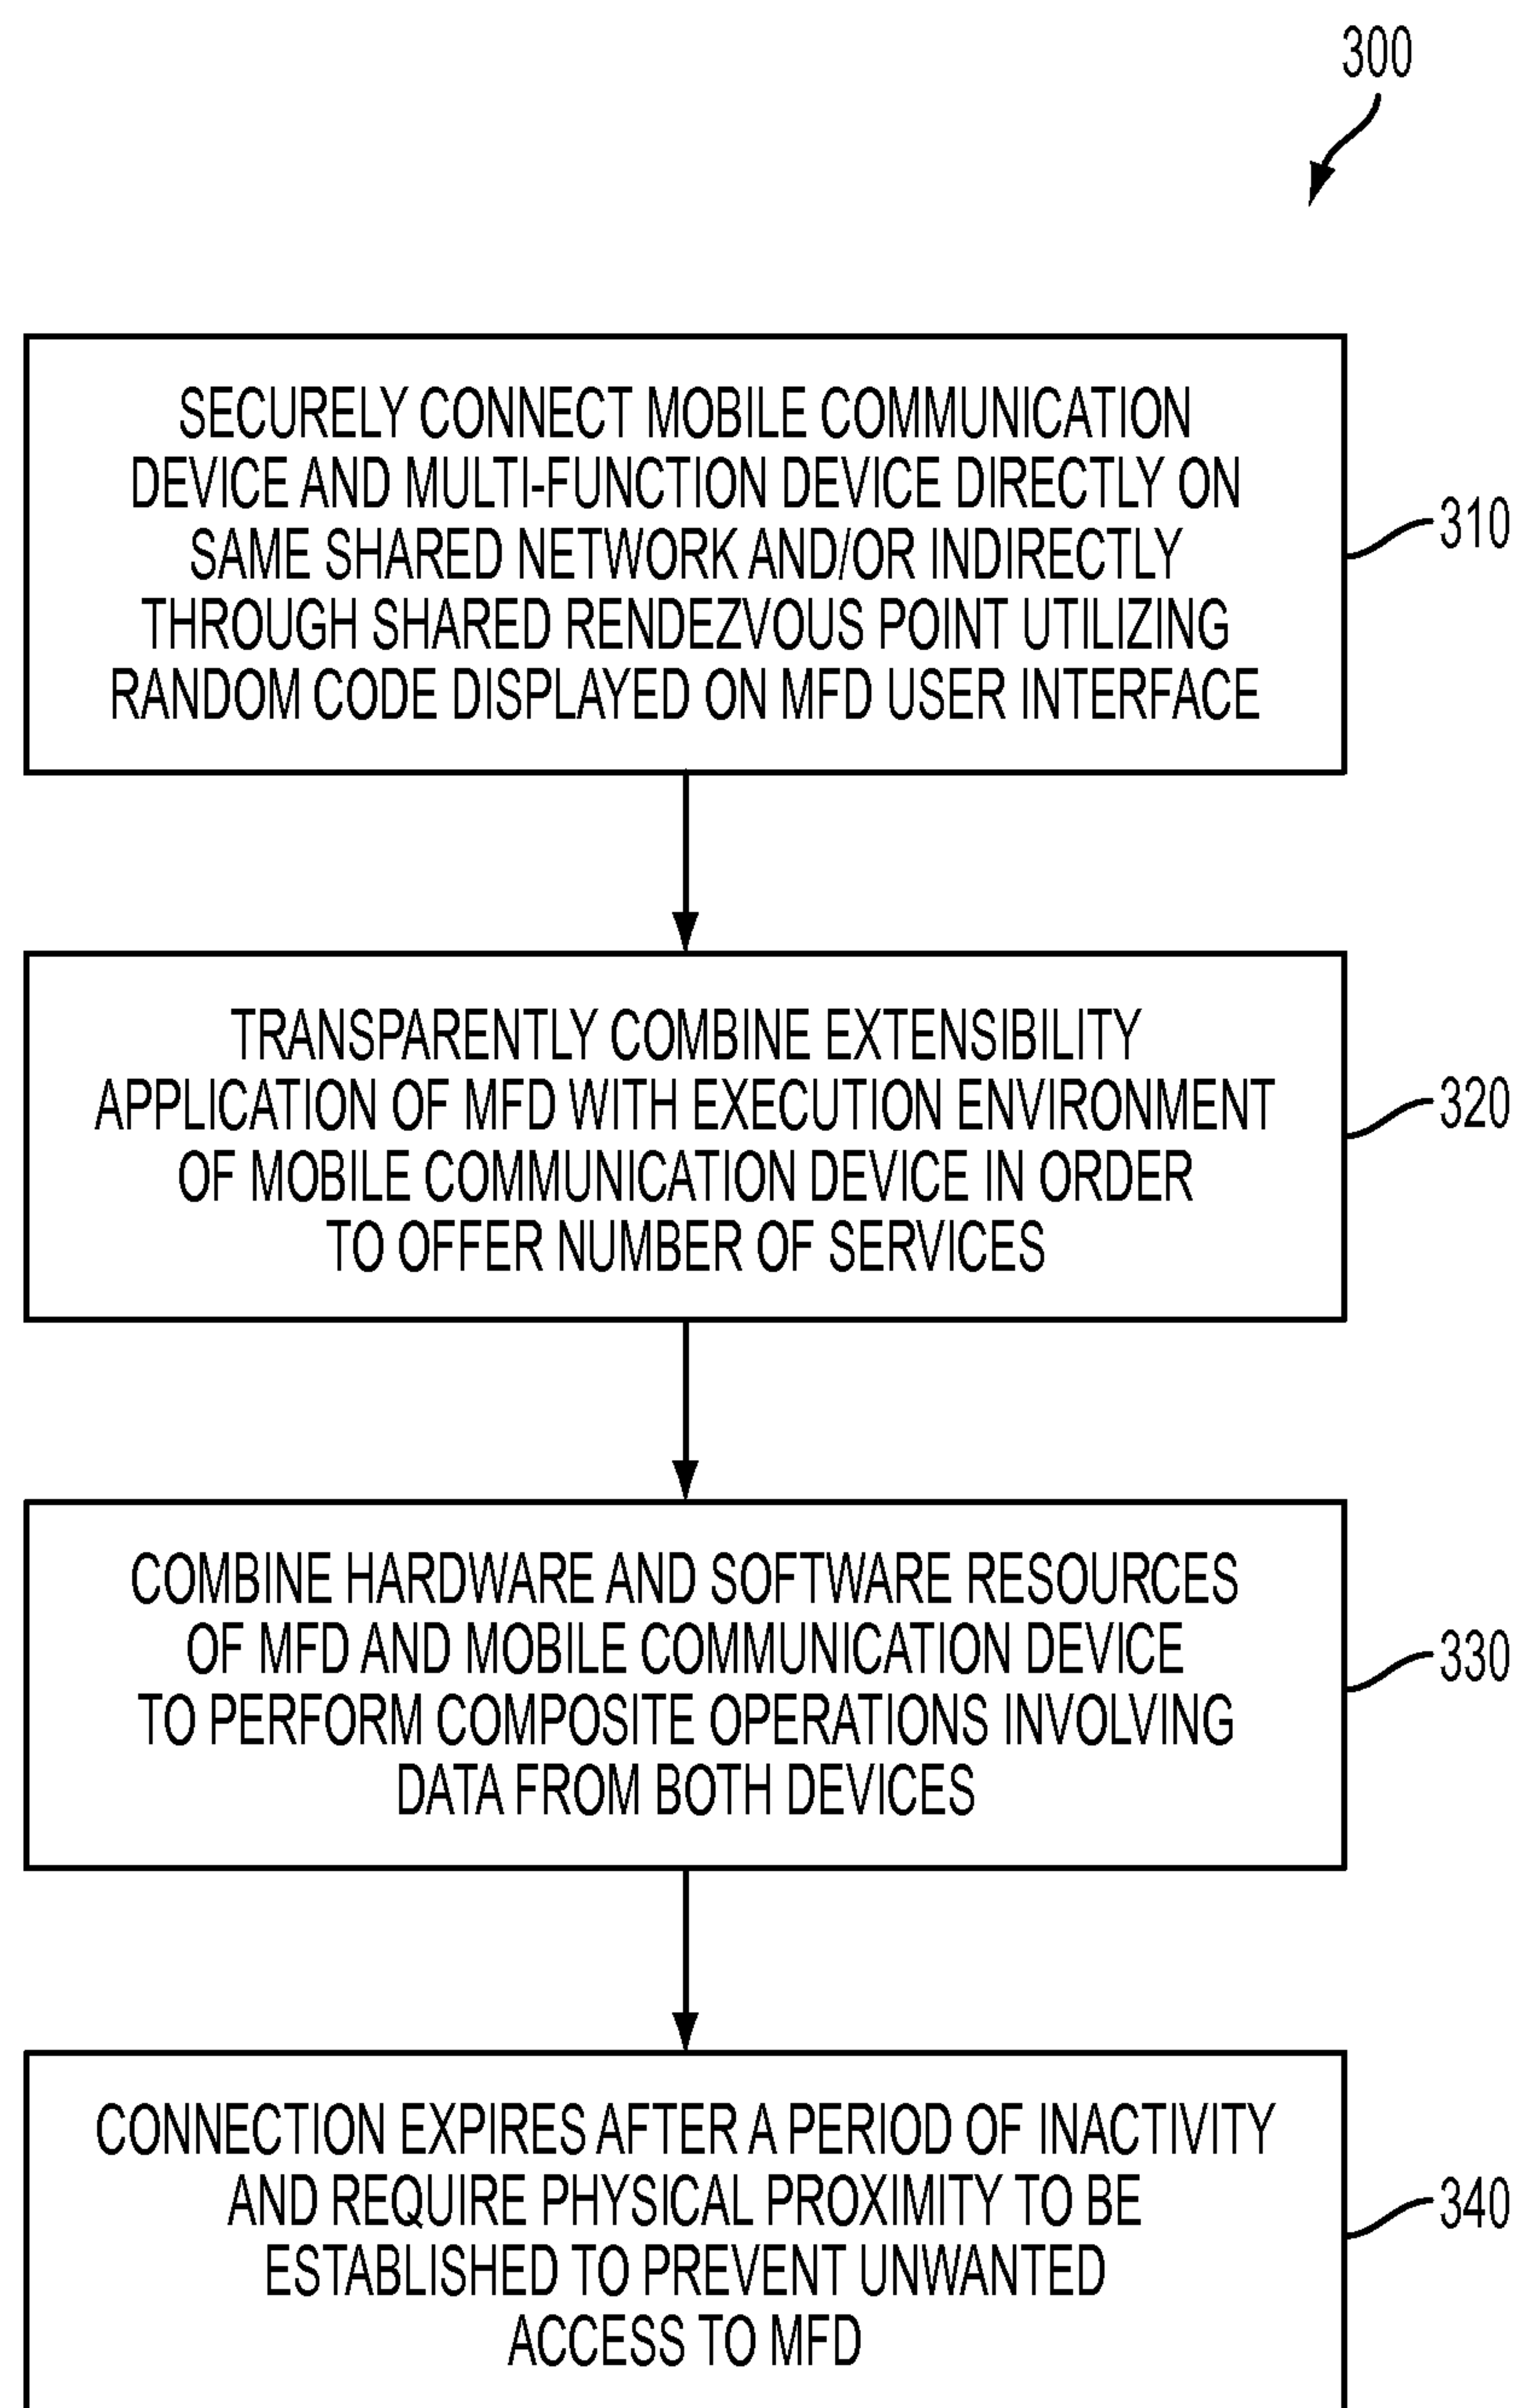 300
SECURELY CONNECT MOBILE COMMUNICATION
DEVICE AND MULTI-FUNCTION DEVICE DIRECTLY ON
SAME SHARED NETWORK AND/OR INDIRECTLY
THROUGH SHARED RENDEZVOUS POINT UTILIZING
RANDOM CODE DISPLAYED ON MFD USER INTERFACE
310
TRANSPARENTLY COMBINE EXTENSIBILITY
APPLICATION OF MFD WITH EXECUTION ENVIRONMENT
OF MOBILE COMMUNICATION DEVICE IN ORDER
TO OFFER NUMBER OF SERVICES
320
COMBINE HARDWARE AND SOFTWARE RESOURCES
OF MFD AND MOBILE COMMUNICATION DEVICE
TO PERFORM COMPOSITE OPERATIONS INVOLVING
DATA FROM BOTH DEVICES
330
CONNECTION EXPIRES AFTER A PERIOD OF INACTIVITY
AND REQUIRE PHYSICAL PROXIMITY TO BE
ESTABLISHED TO PREVENT UNWANTED
ACCESS TO MFD
340